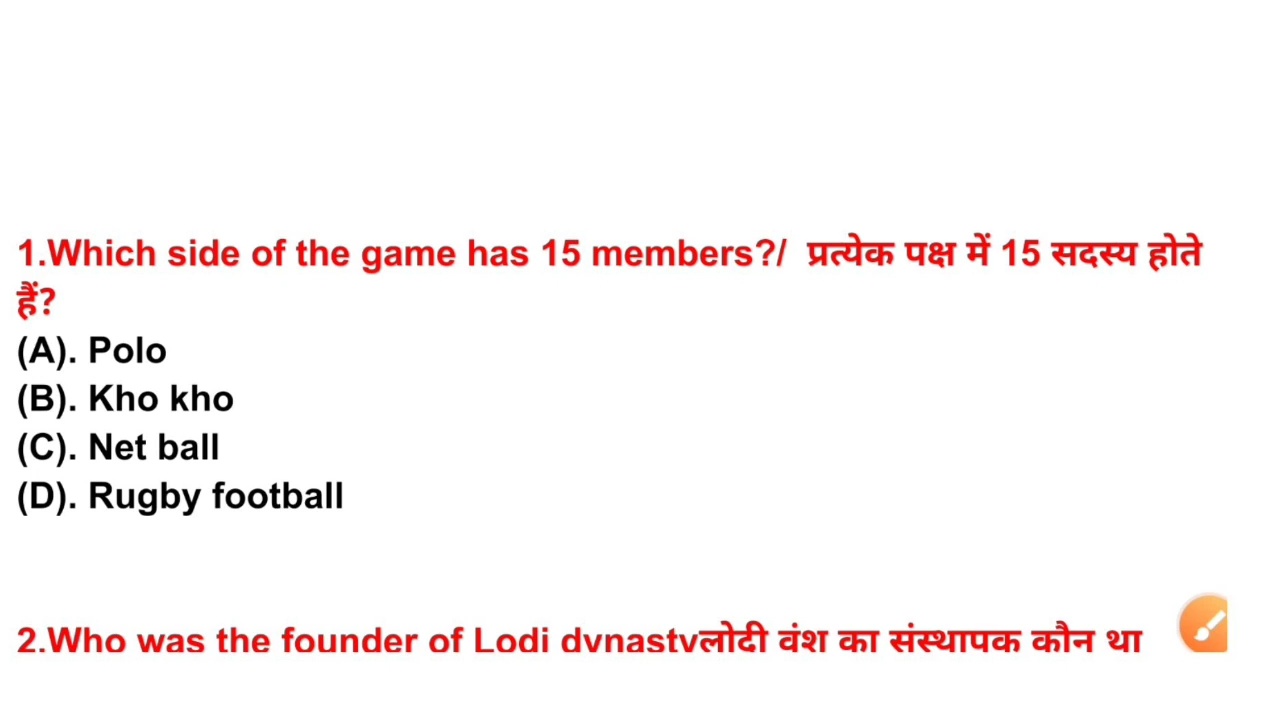 1.Which side of the game has 15 members?/ प्रत्येक पक्ष में 15 सदस्य होते
हैं?
(A). Polo
(B). Kho kho
(C). Net ball
(D). Rugby football
2.Who was the founder of Lodi dynastyलोदी वंश का संस्थापक कौन था